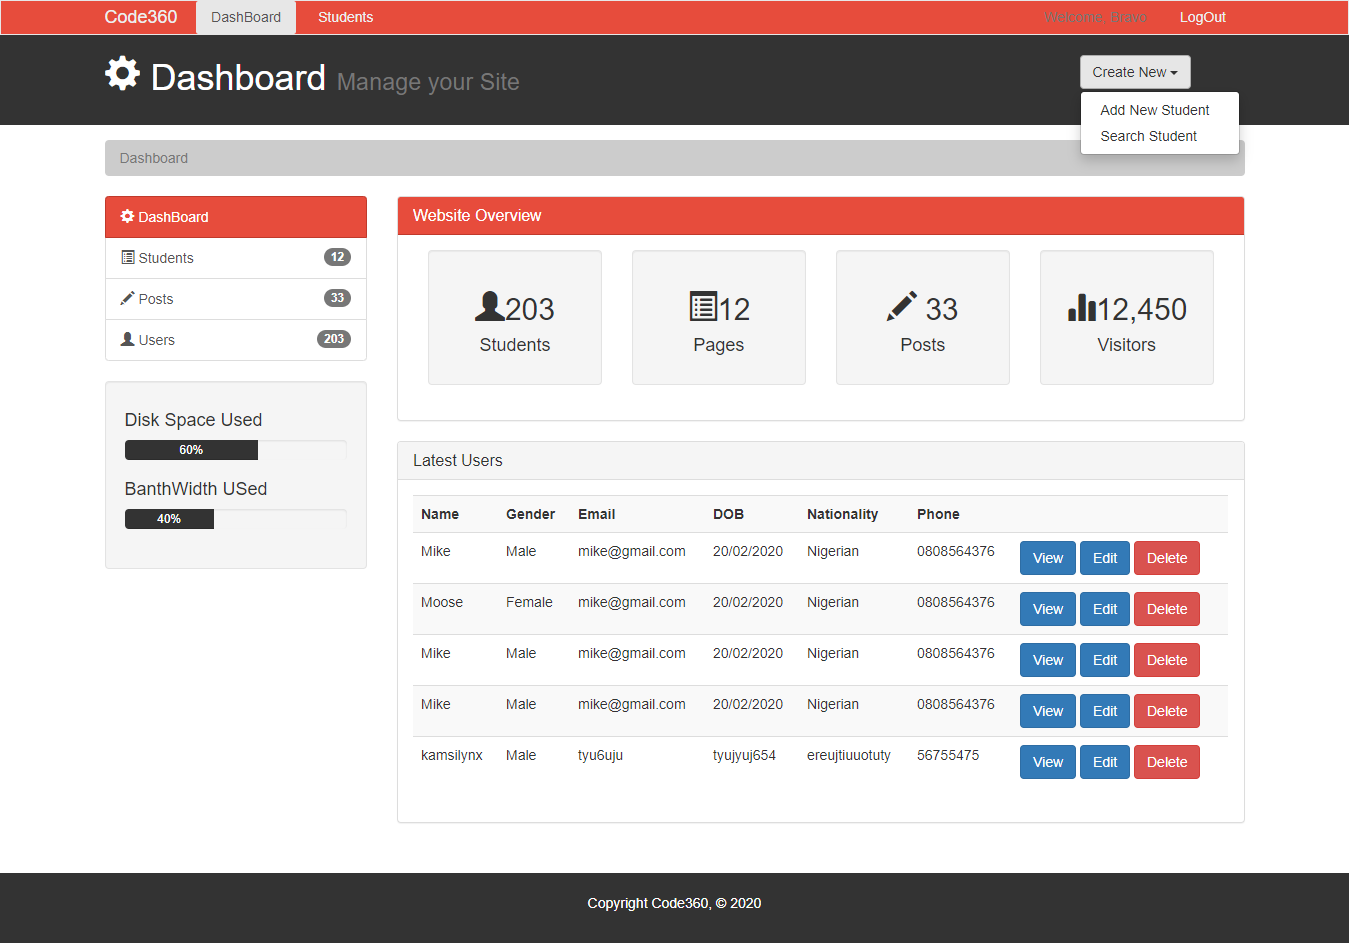 Code360 DashBoard Students Welcome, Bravo LogOut
Dashboard Manage your Site
Create New
Add New Student
Search Student
Dashboard
DashBoard
Students 12
Posts 33
Users 203
Disk Space Used
60%
BanthWidth USed
40%
Website Overview
203
Students
12
Pages
33
Posts
12,450
Visitors
Latest Users
Name Gender Email DOB Nationality Phone
Mike Male mike@gmail.com 20/02/2020 Nigerian 0808564376 View Edit Delete
Moose Female mike@gmail.com 20/02/2020 Nigerian 0808564376 View Edit Delete
Mike Male mike@gmail.com 20/02/2020 Nigerian 0808564376 View Edit Delete
Mike Male mike@gmail.com 20/02/2020 Nigerian 0808564376 View Edit Delete
kamsilynx Male tyu6uju tyujyuj654 ereujtiuuotuty 56755475 View Edit Delete
Copyright Code360, © 2020